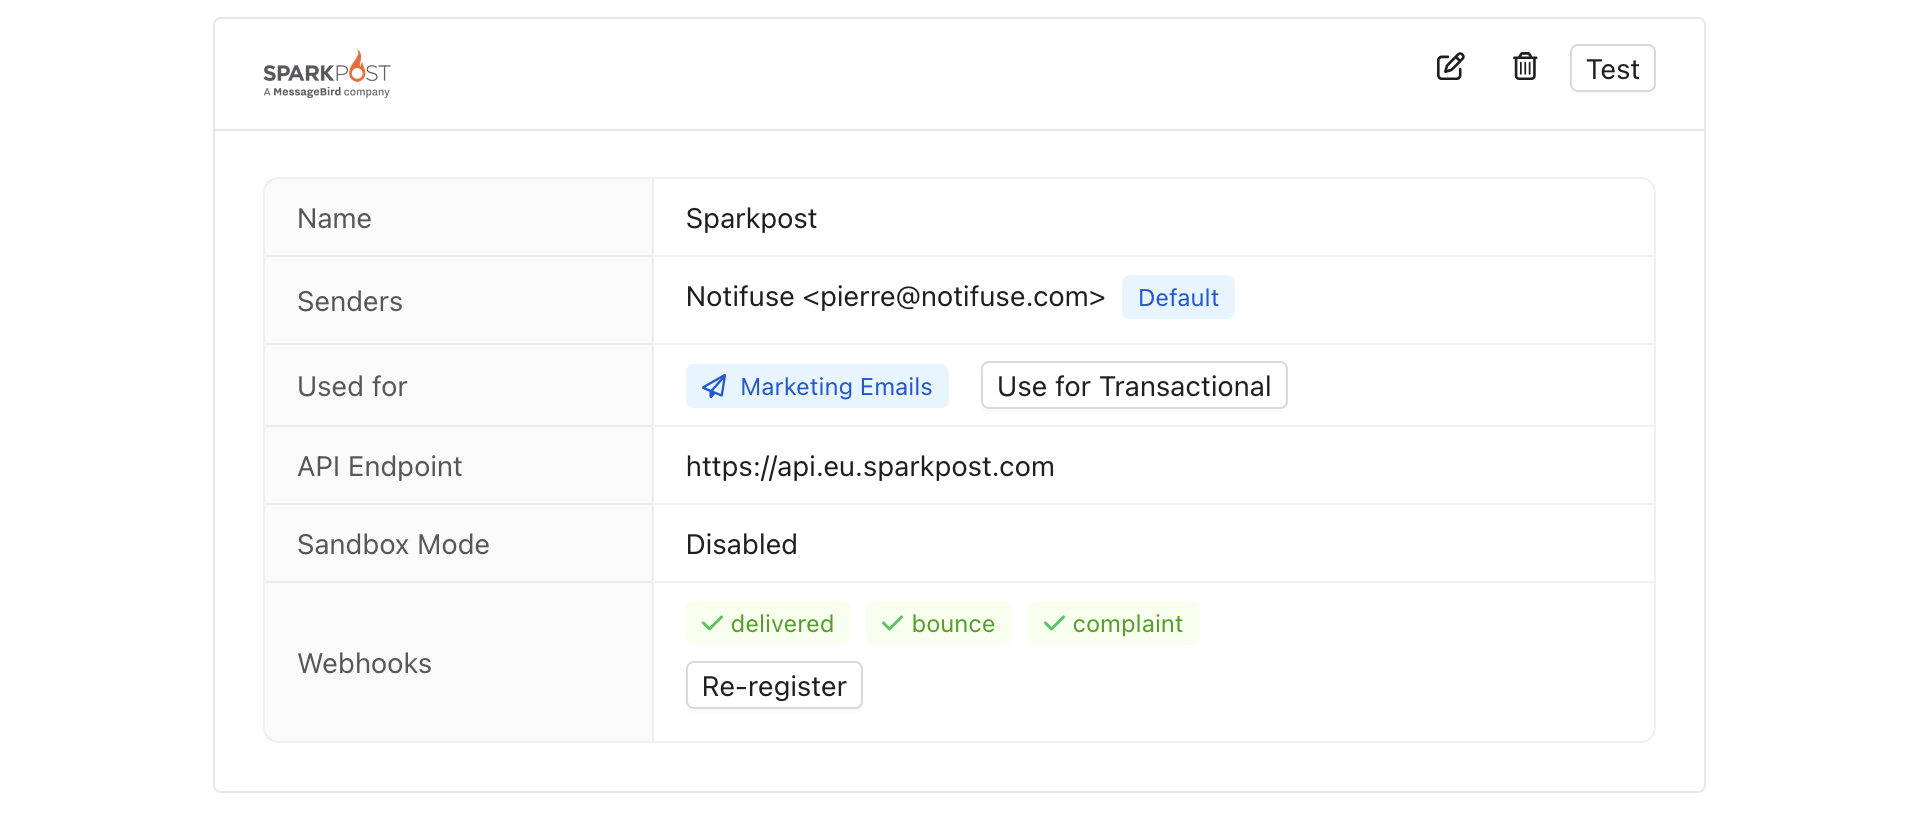 SPARKPOST
A MessageBird company
Test
Name
Sparkpost
Senders
Notifuse <pierre@notifuse.com> Default
Used for
Marketing Emails
Use for Transactional
API Endpoint
https://api.eu.sparkpost.com
Sandbox Mode
Disabled
Webhooks
delivered bounce complaint
Re-register